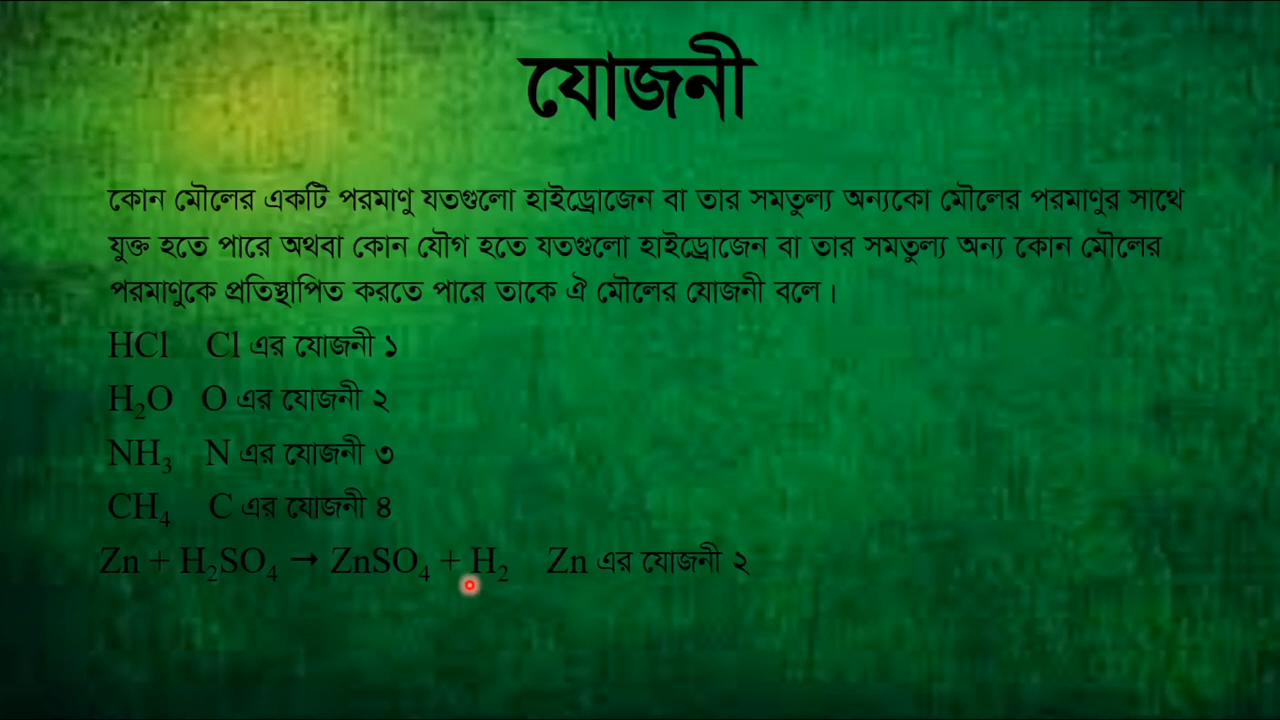 যোজনী
কোন মৌলের একটি পরমাণু যতগুলো হাইড্রোজেন বা তার সমতুল্য অন্যকো মৌলের পরমাণুর সাথে
যুক্ত হতে পারে অথবা কোন যৌগ হতে যতগুলো হাইড্রোজেন বা তার সমতুল্য অন্য কোন মৌলের
পরমাণুকে প্রতিস্থাপিত করতে পারে তাকে ঐ মৌলের যোজনী বলে।
HCl Cl এর যোজনী ১
H₂O O এর যোজনী ২
NH₃ N এর যোজনী ৩
CH₄ C এর যোজনী ৪
Zn + H₂SO₄ → ZnSO₄ + H₂ Zn এর যোজনী ২